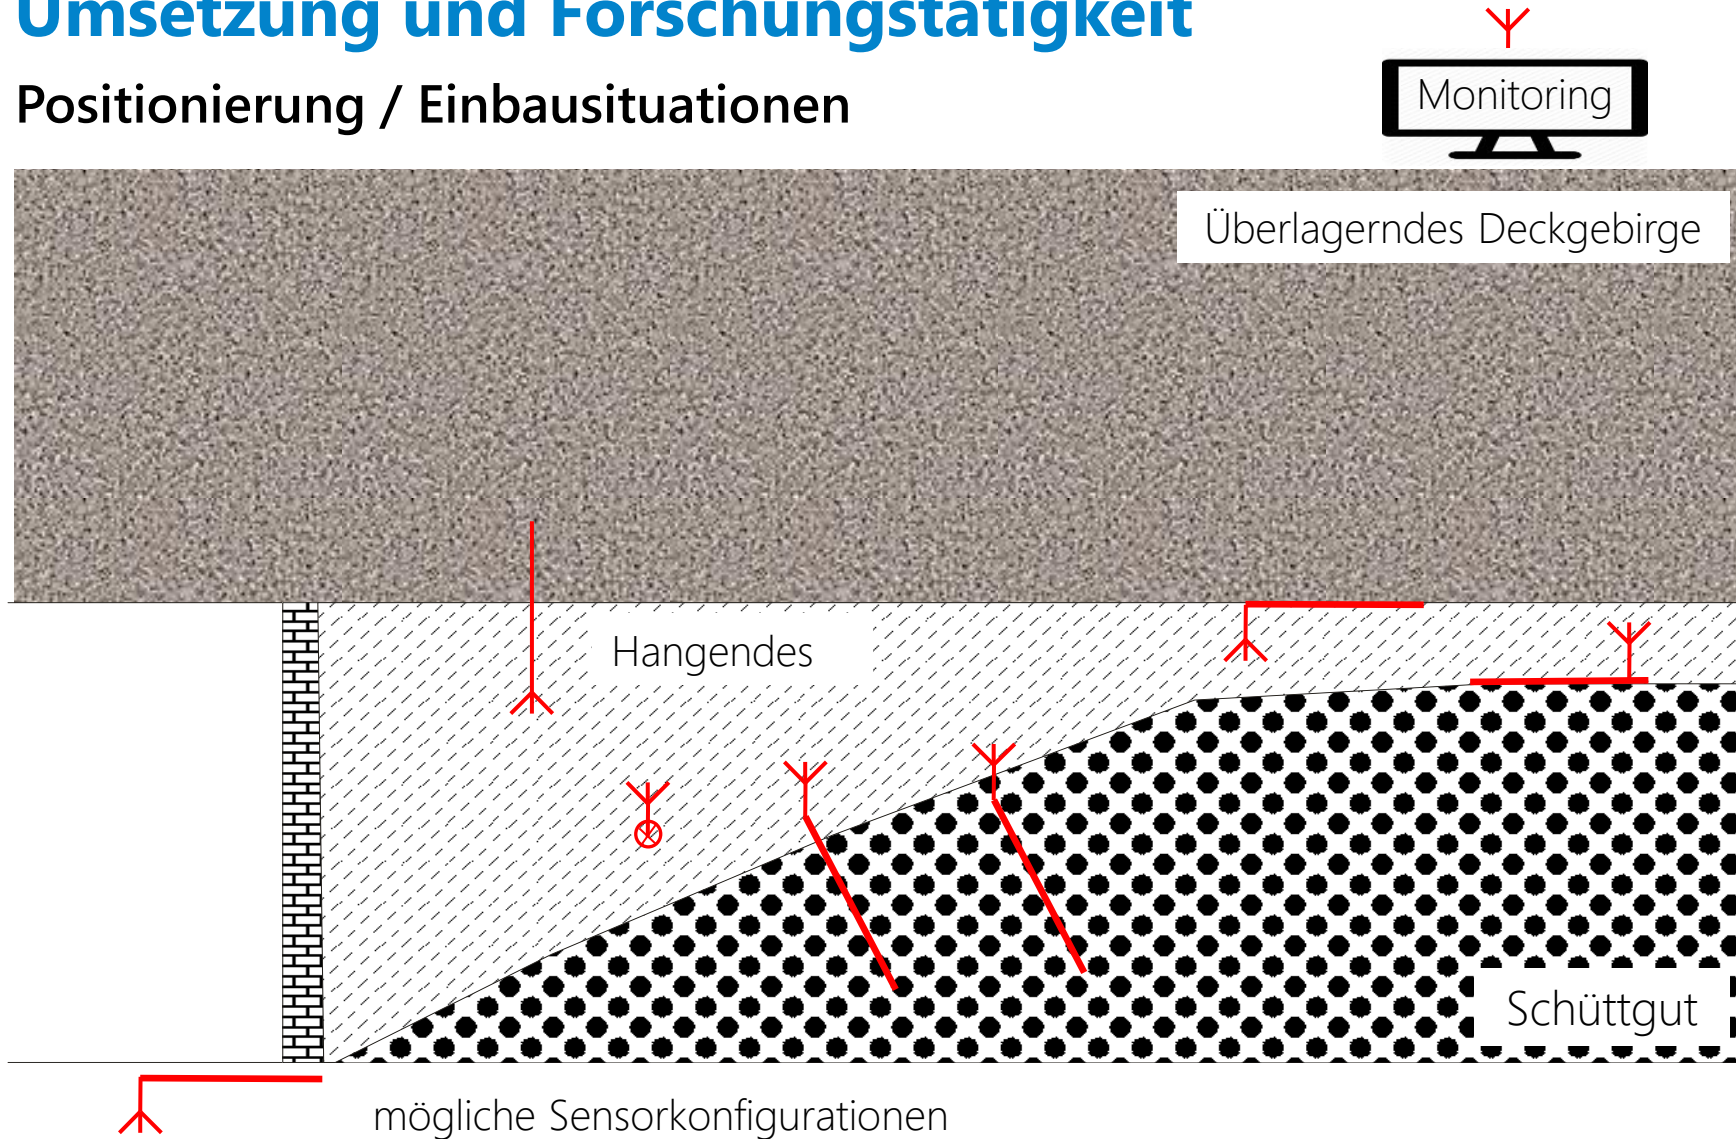 Umsetzung und Forschungstätigkeit
Positionierung / Einbausituationen
Monitoring
Überlagerndes Deckgebirge
Hangendes
Schüttgut
mögliche Sensorkonfigurationen